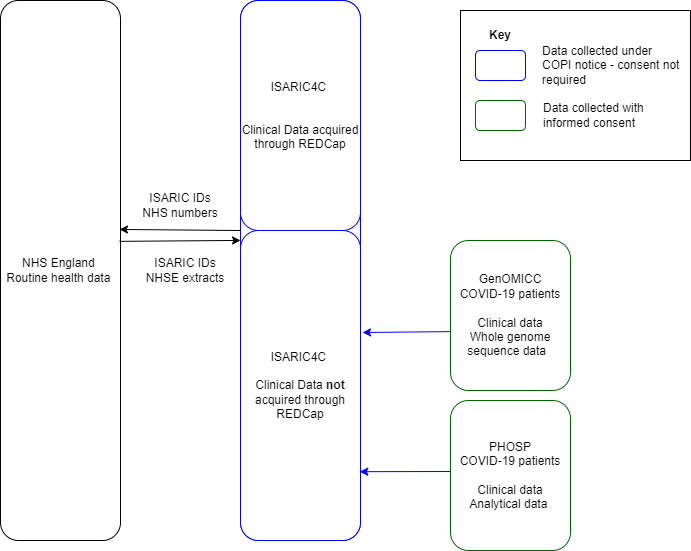 Key
Data collected under
COPI notice - consent not
required
Data collected with
informed consent
ISARIC4C
Clinical Data acquired
through REDCap
ISARIC IDs
NHS numbers
ISARIC IDs
NHSE extracts
NHS England
Routine health data
ISARIC4C
Clinical Data not
acquired through
REDCap
GenOMICC
COVID-19 patients
Clinical data
Whole genome
sequence data
PHOSP
COVID-19 patients
Clinical data
Analytical data